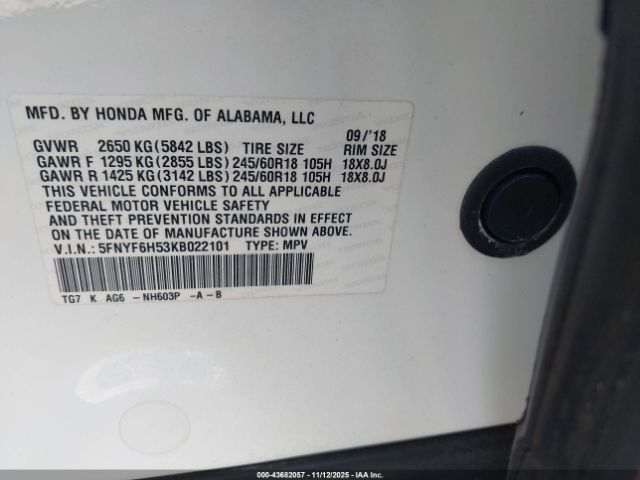 MFD. BY HONDA MFG. OF ALABAMA, LLC
09/'18
GVWR 2650 KG (5842 LBS) TIRE SIZE RIM SIZE
GAWR F 1295 KG (2855 LBS) 245/60R18 105H 18X8.0J
GAWR R 1425 KG (3142 LBS) 245/60R18 105H 18X8.0J
THIS VEHICLE CONFORMS TO ALL APPLICABLE
FEDERAL MOTOR VEHICLE SAFETY
AND THEFT PREVENTION STANDARDS IN EFFECT
ON THE DATE OF MANUFACTURE SHOWN ABOVE.
V.I.N.: 5FNYF6H53KB022101 TYPE: MPV
TG7 K AG6 - NH603P -A - B
000-43682057 - 11/12/2025 - IAA Inc.